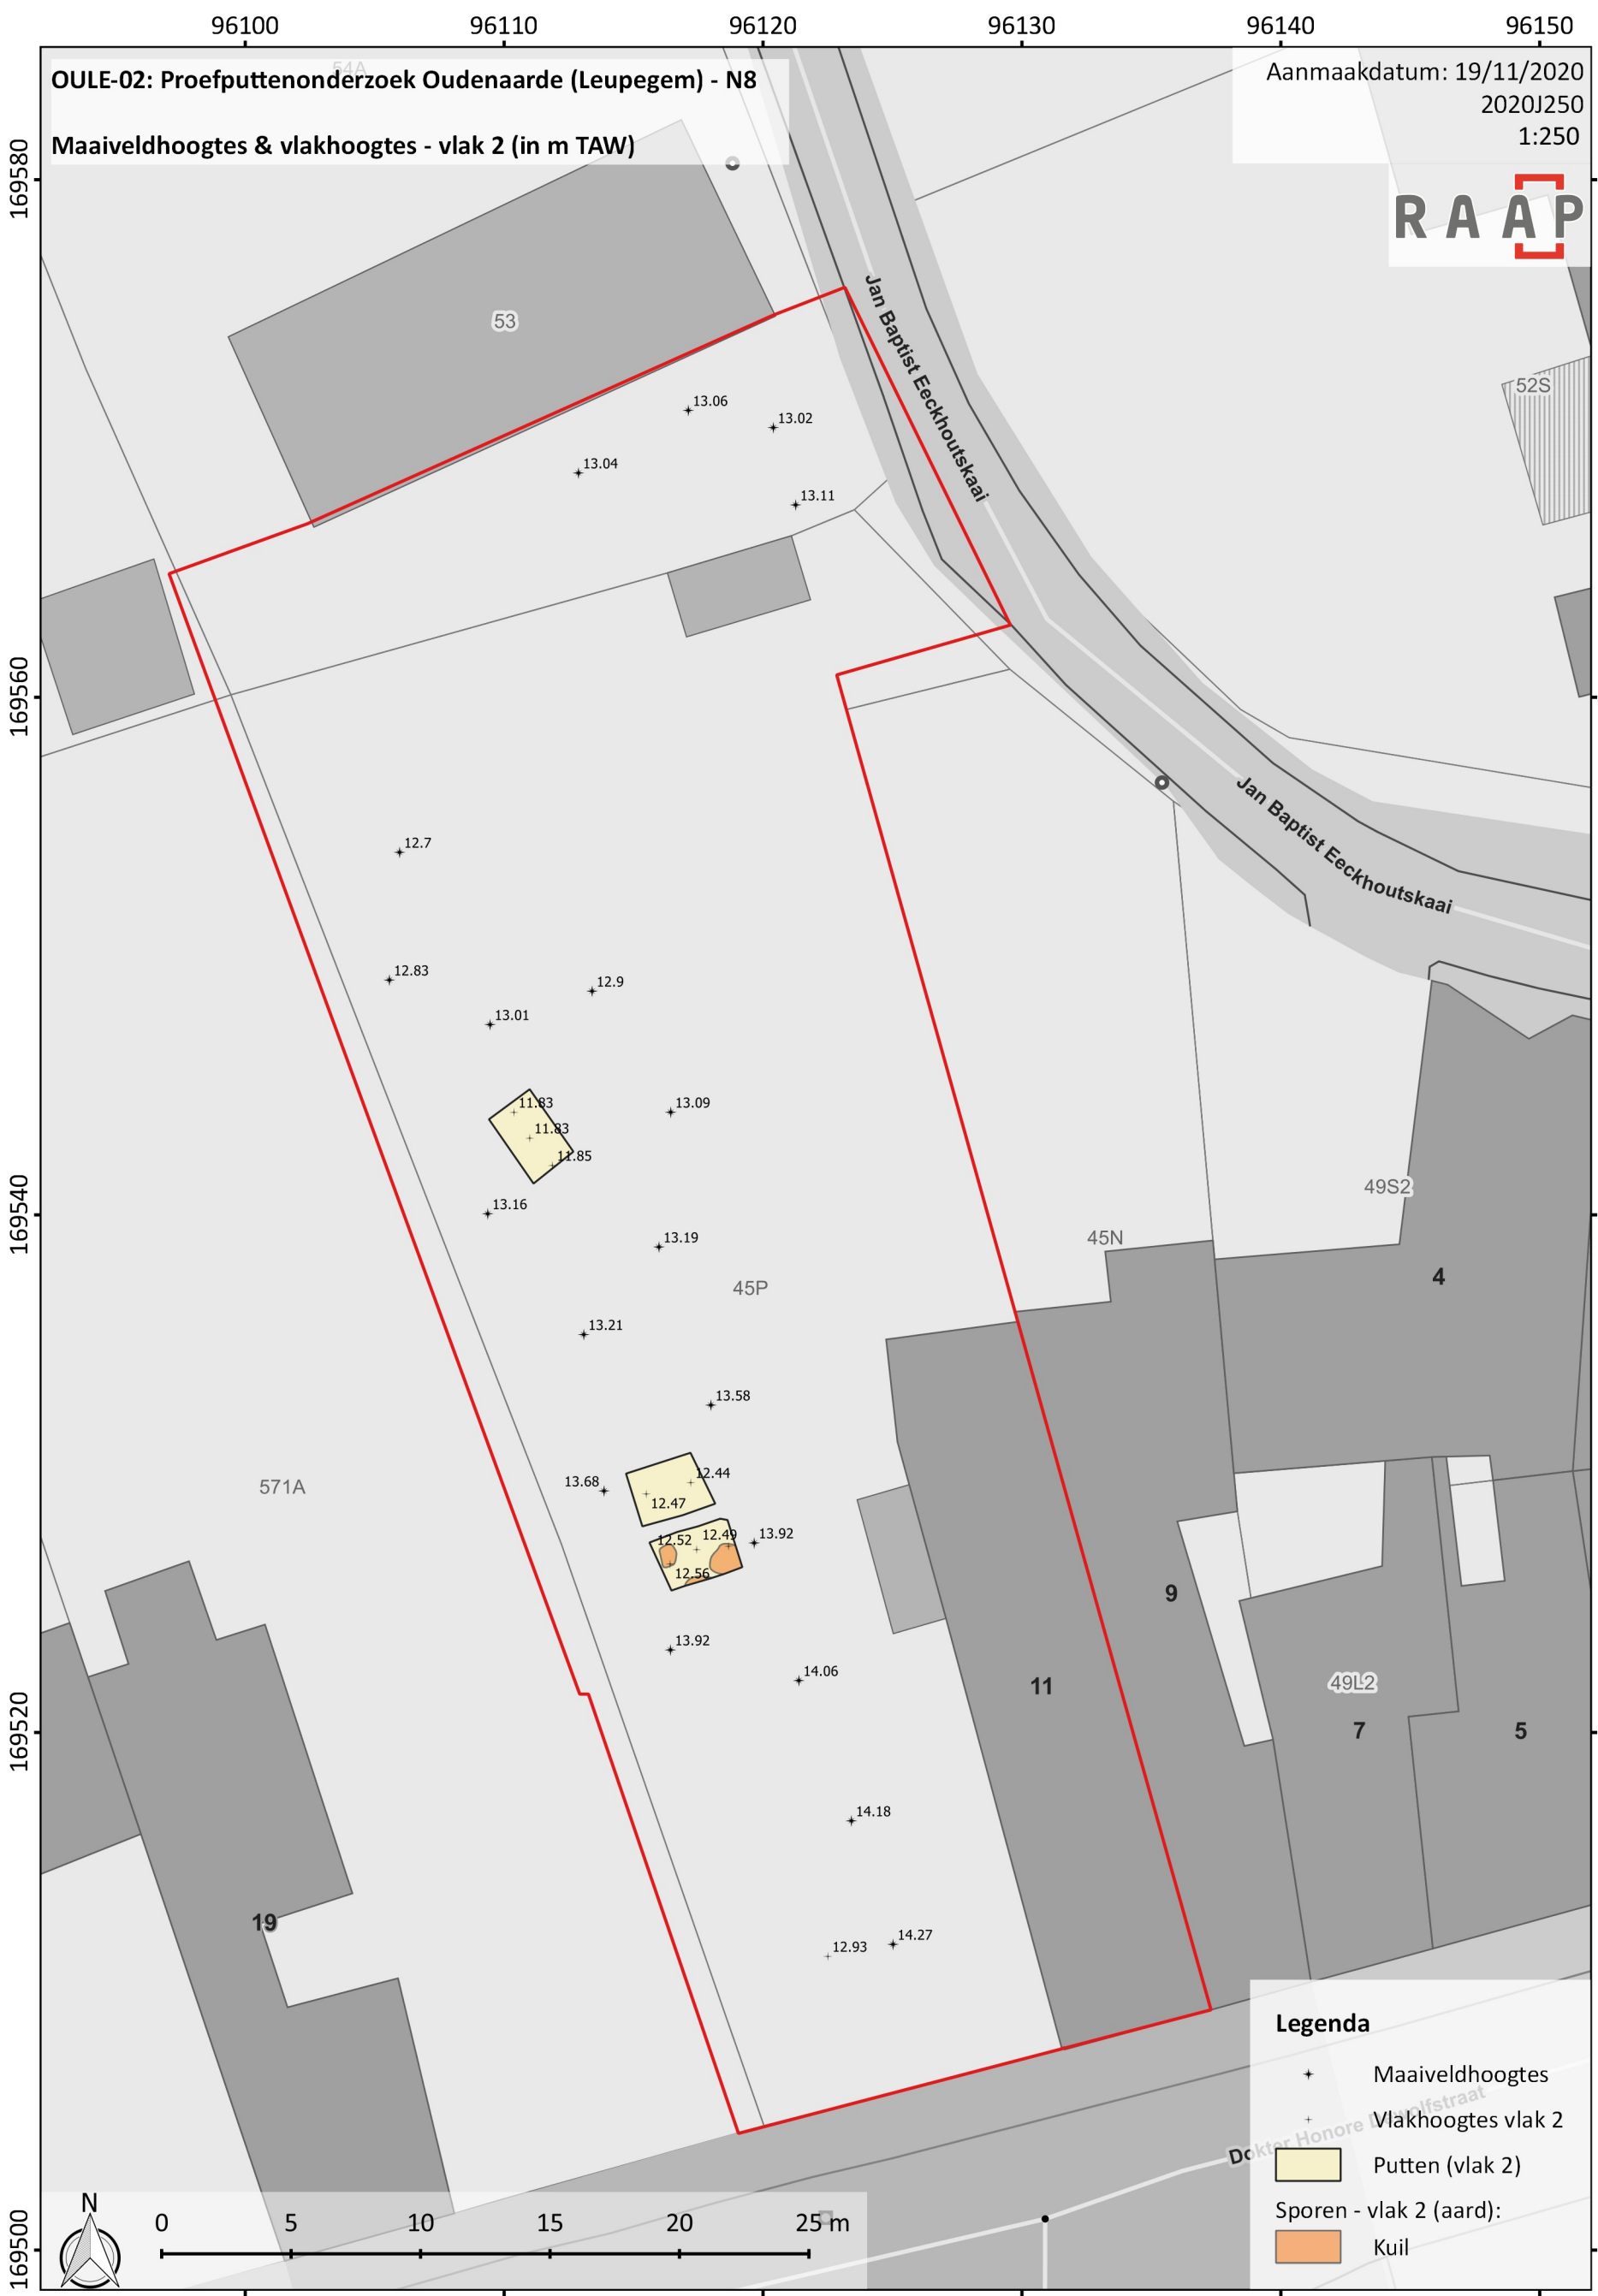 96100 96110 96120 96130 96140 96150
54A
OULE-02: Proefputtenonderzoek Oudenaarde (Leupegem) - N8
Maaiveldhoogtes & vlakhoogtes - vlak 2 (in m TAW)
Aanmaakdatum: 19/11/2020
2020J250
1:250
RAAP
169580
53
Jan Baptist Eeckhoutskaai
52S
13.06
13.02
13.04
13.11
169560
Jan Baptist Eeckhoutskaai
12.7
12.83
12.9
13.01
11.83
13.09
11.83
11.85
49S2
13.16
169540
13.19
45N
45P
4
13.21
13.58
13.68
12.44
571A
12.47
12.52
12.49
13.92
12.56
9
13.92
14.06
11
49L2
169520
7
5
14.18
19
14.27
12.93
Legenda
Maaiveldhoogtes
Dokter Honore Dewolfstraat
Vlakhoogtes vlak 2
Putten (vlak 2)
Sporen - vlak 2 (aard):
Kuil
169500
N
0 5 10 15 20 25 m